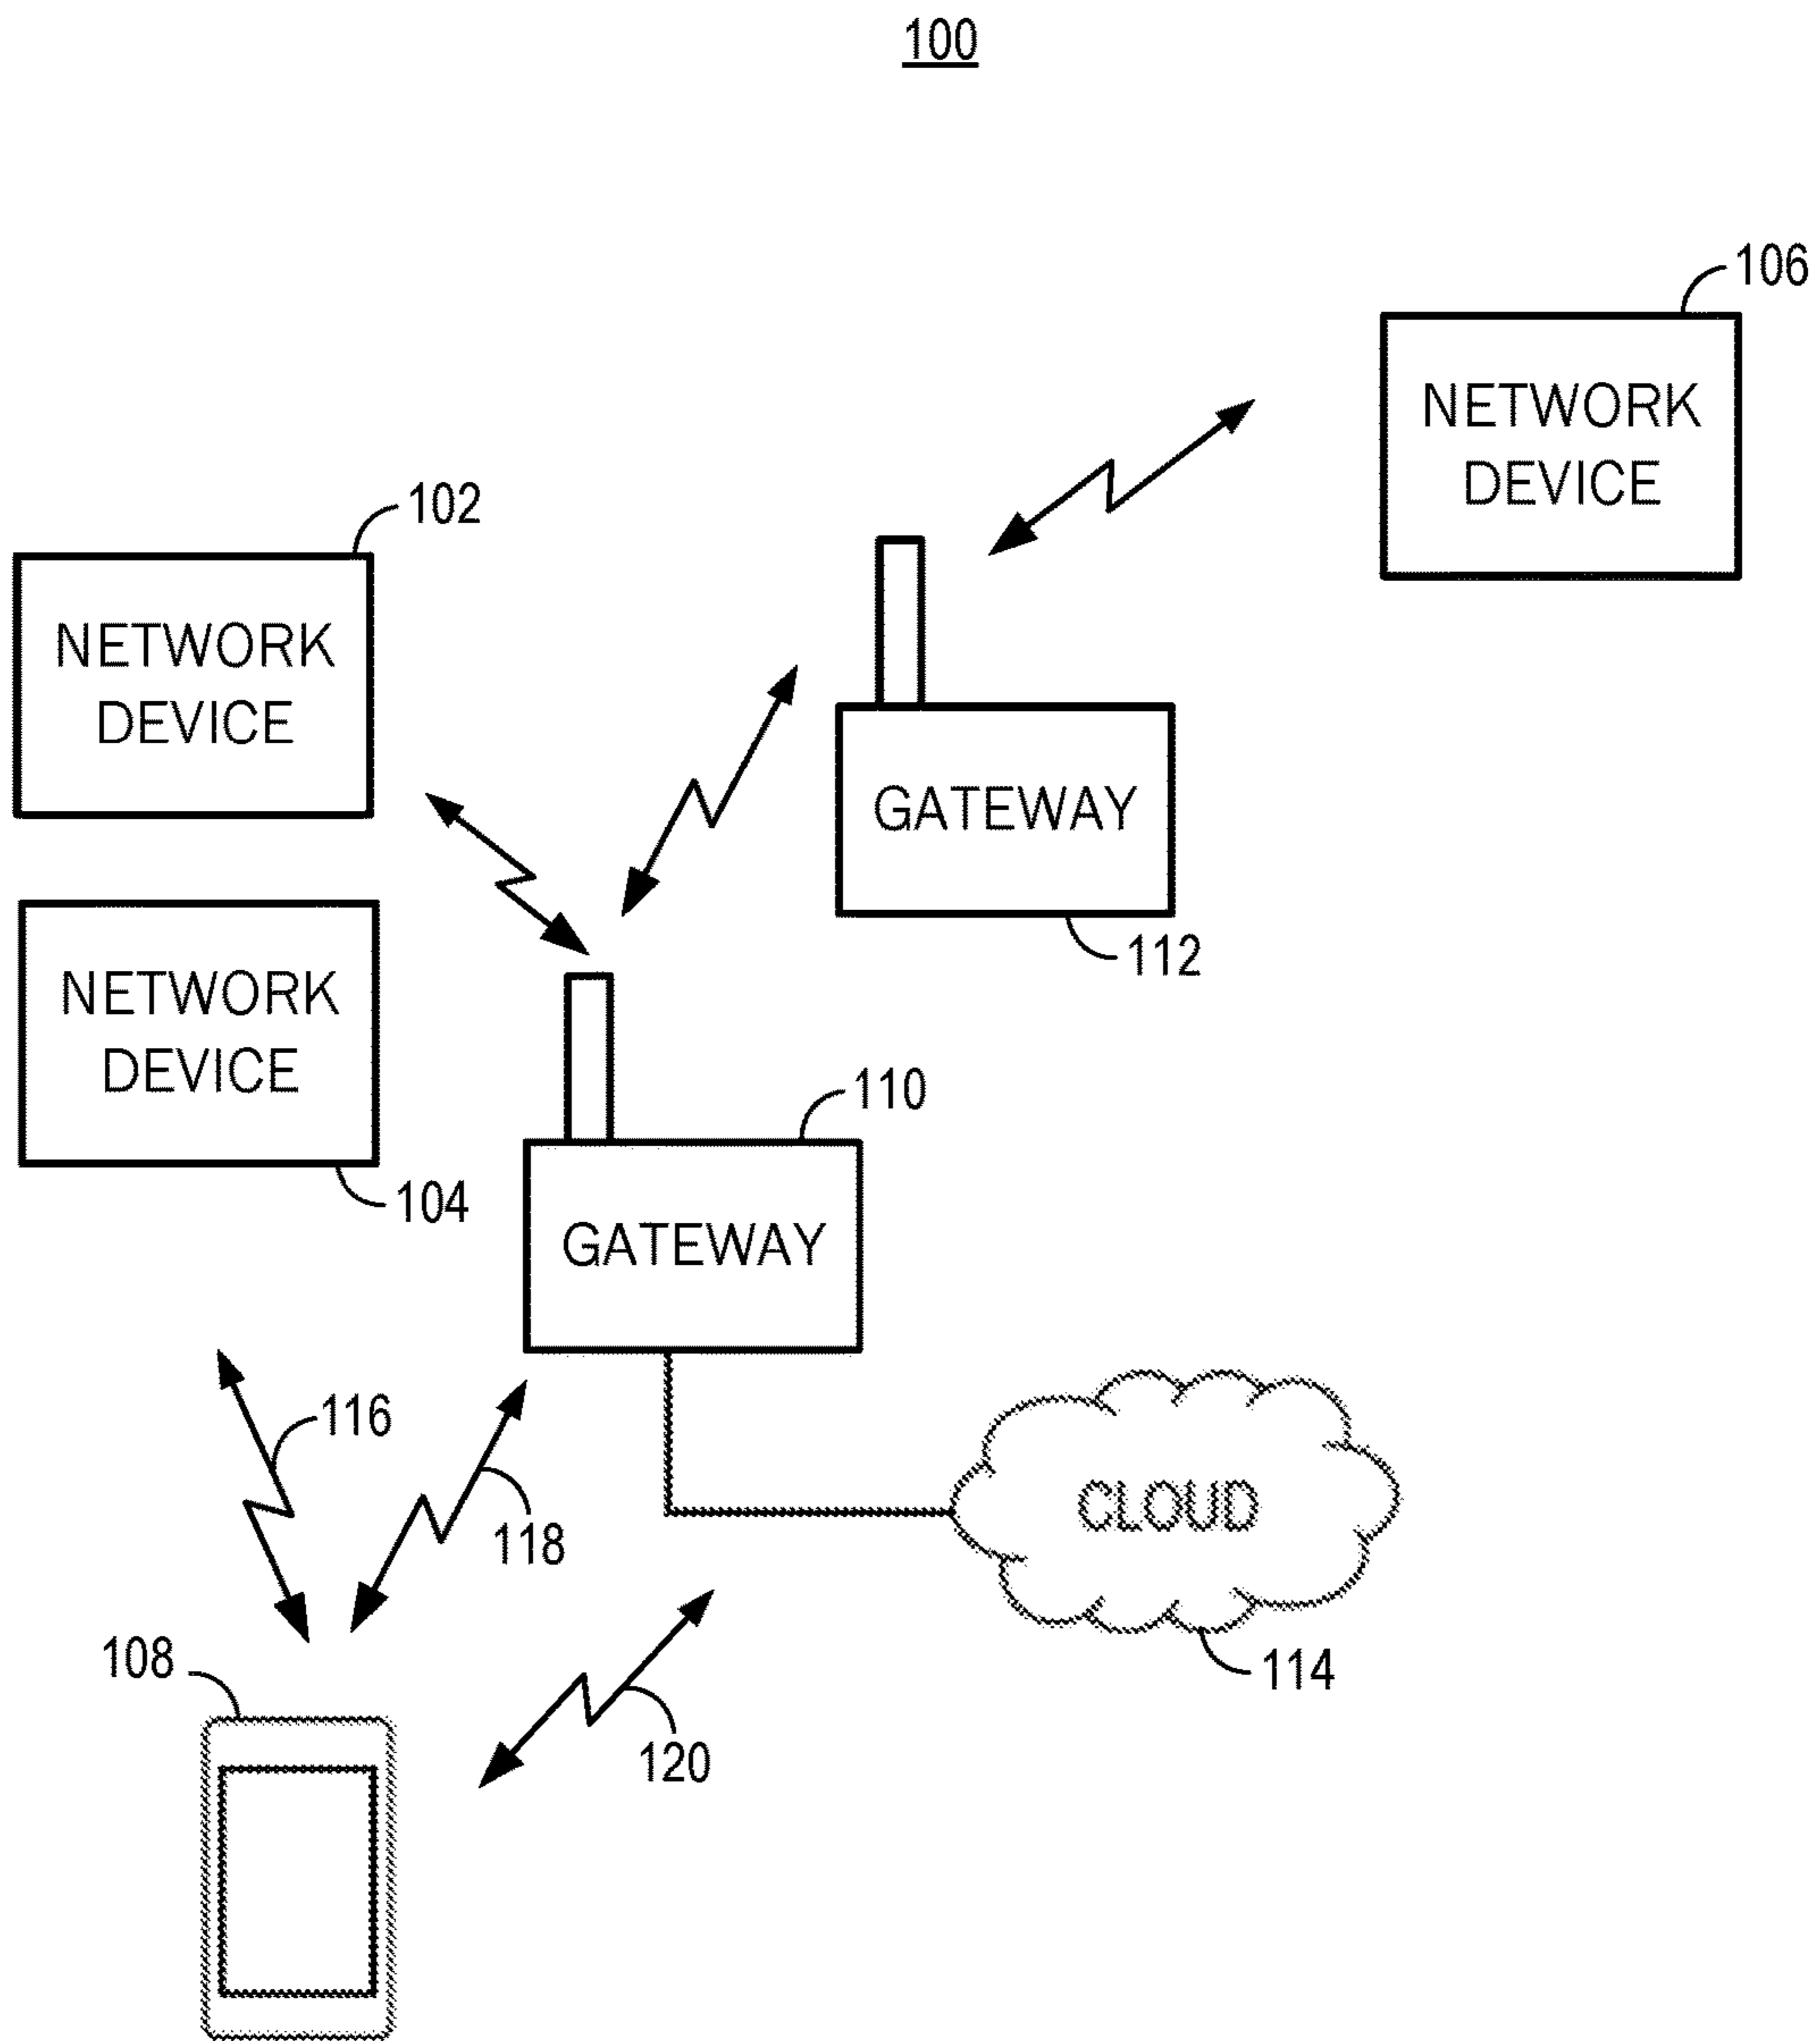 100
106
NETWORK
DEVICE
102
NETWORK
DEVICE
GATEWAY
112
NETWORK
DEVICE
104
110
GATEWAY
116
118
CLOUD
114
108
120